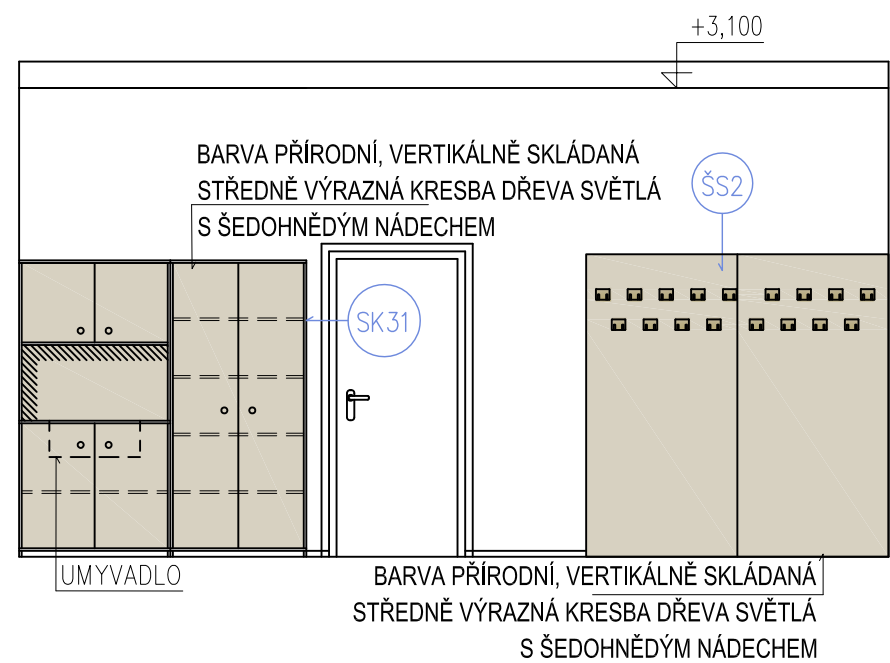 +3,100
BARVA PŘÍRODNÍ, VERTIKÁLNĚ SKLÁDANÁ
STŘEDNĚ VÝRAZNÁ KRESBA DŘEVA SVĚTLÁ
S ŠEDOHNĚDÝM NÁDECHEM
ŠS2
SK31
UMYVADLO
BARVA PŘÍRODNÍ, VERTIKÁLNĚ SKLÁDANÁ
STŘEDNĚ VÝRAZNÁ KRESBA DŘEVA SVĚTLÁ
S ŠEDOHNĚDÝM NÁDECHEM